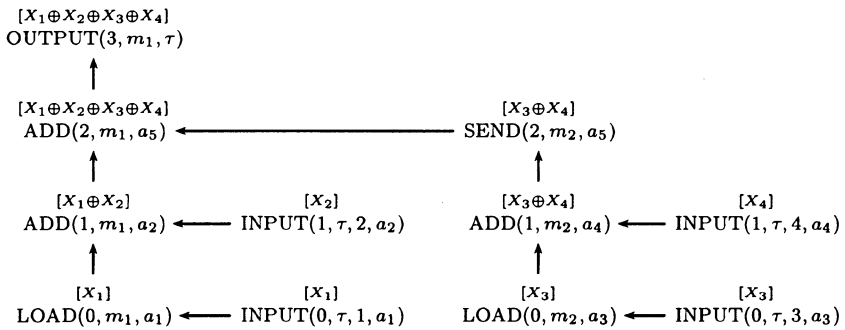 [X₁⊕X₂⊕X₃⊕X₄]
OUTPUT(3, m₁, τ)
[X₁⊕X₂⊕X₃⊕X₄] [X₃⊕X₄]
ADD(2, m₁, a₅) SEND(2, m₂, a₅)
[X₁⊕X₂] [X₂] [X₃⊕X₄] [X₄]
ADD(1, m₁, a₂) INPUT(1, τ, 2, a₂) ADD(1, m₂, a₄) INPUT(1, τ, 4, a₄)
[X₁] [X₁] [X₃] [X₃]
LOAD(0, m₁, a₁) INPUT(0, τ, 1, a₁) LOAD(0, m₂, a₃) INPUT(0, τ, 3, a₃)